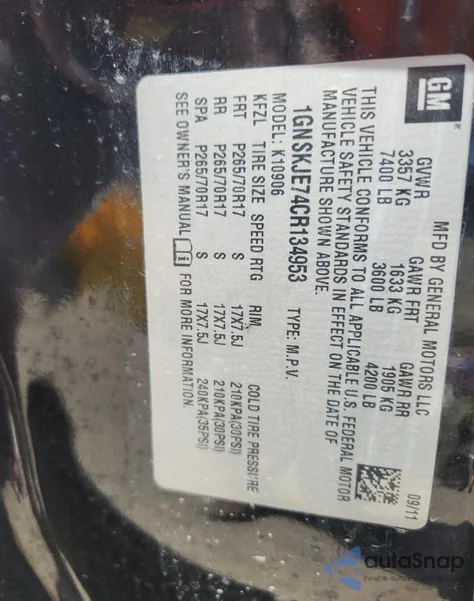 GM
MFD BY GENERAL MOTORS LLC 09/11
GVWR GAWR FRT GAWR RR
3357 KG 1633 KG 1905 KG
7400 LB 3600 LB 4200 LB
THIS VEHICLE CONFORMS TO ALL APPLICABLE U.S. FEDERAL MOTOR
VEHICLE SAFETY STANDARDS IN EFFECT ON THE DATE OF
MANUFACTURE SHOWN ABOVE.
1GNSKJE74CR134953 TYPE: M.P.V.
MODEL: K10906
KFZL TIRE SIZE SPEED RTG RIM COLD TIRE PRESSURE
FRT P265/70R17 S 17X7.5J 210KPA(30PSI)
RR P265/70R17 S 17X7.5J 210KPA(30PSI)
SPA P265/70R17 S 17X7.5J 240KPA(35PSI)
SEE OWNER'S MANUAL i FOR MORE INFORMATION.
autaSnap